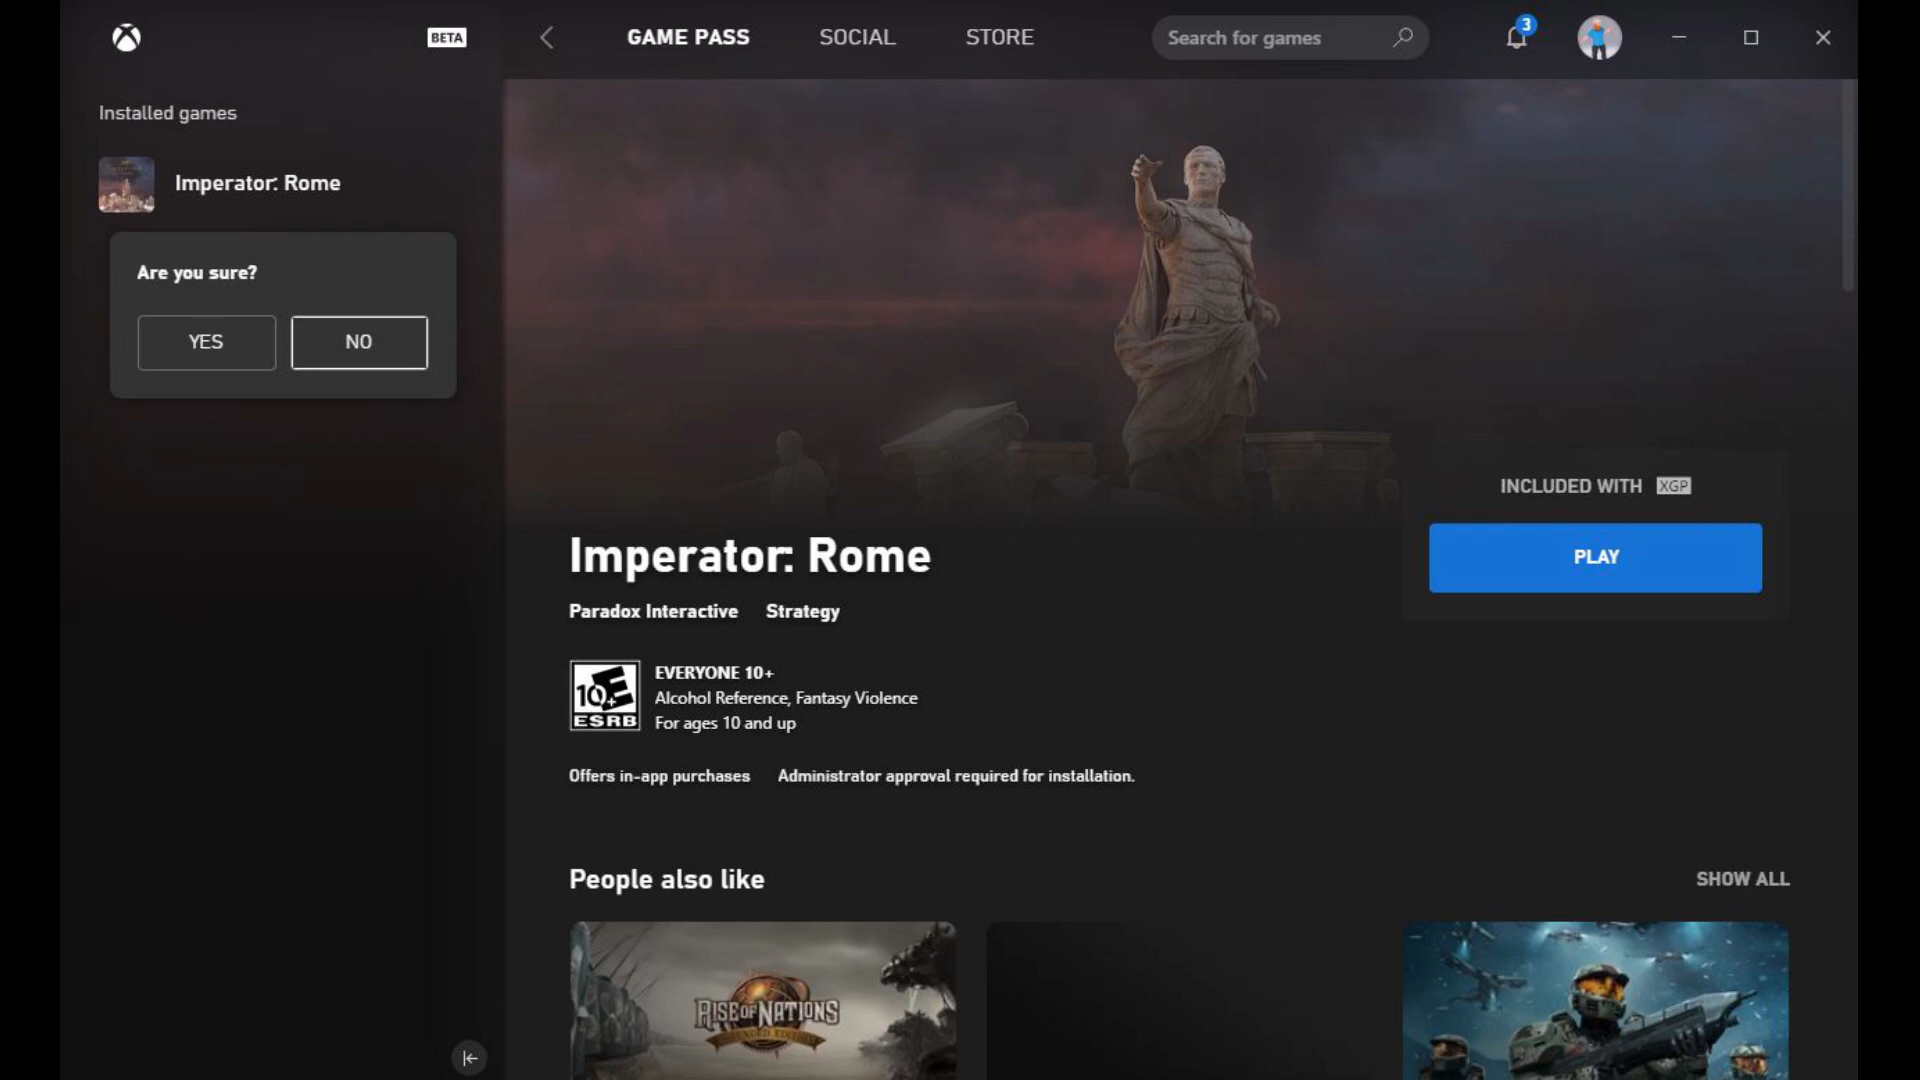 BETA
GAME PASS
SOCIAL
STORE
Search for games
3
Installed games
Imperator: Rome
Are you sure?
YES
NO
INCLUDED WITH XGP
PLAY
Imperator: Rome
Paradox Interactive
Strategy
10+
ESRB
EVERYONE 10+
Alcohol Reference, Fantasy Violence
For ages 10 and up
Offers in-app purchases
Administrator approval required for installation.
People also like
SHOW ALL
RISE OF NATIONS
EXTENDED EDITION